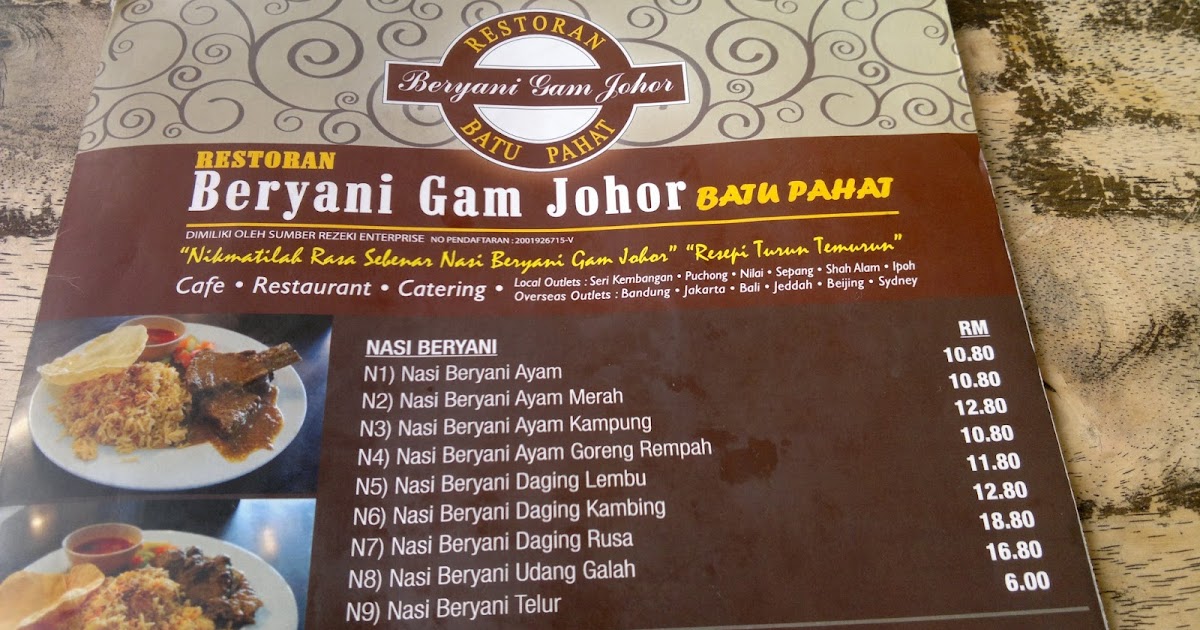 RESTORAN
Beryani Gam Johor
BATU PAHAT
RESTORAN
Beryani Gam Johor BATU PAHAT
DIMILIKI OLEH SUMBER REZEKI ENTERPRISE NO PENDAFTARAN : 2001926715-V
"Nikmatilah Rasa Sebenar Nasi Beryani Gam Johor" "Resepi Turun Temurun"
Cafe • Restaurant • Catering •
Local Outlets : Seri Kembangan • Puchong • Nilai • Sepang • Shah Alam • Ipoh
Overseas Outlets : Bandung • Jakarta • Bali • Jeddah • Beijing • Sydney
NASI BERYANI RM
N1) Nasi Beryani Ayam 10.80
N2) Nasi Beryani Ayam Merah 10.80
N3) Nasi Beryani Ayam Kampung 12.80
N4) Nasi Beryani Ayam Goreng Rempah 10.80
N5) Nasi Beryani Daging Lembu 11.80
N6) Nasi Beryani Daging Kambing 12.80
N7) Nasi Beryani Daging Rusa 18.80
N8) Nasi Beryani Udang Galah 16.80
N9) Nasi Beryani Telur 6.00